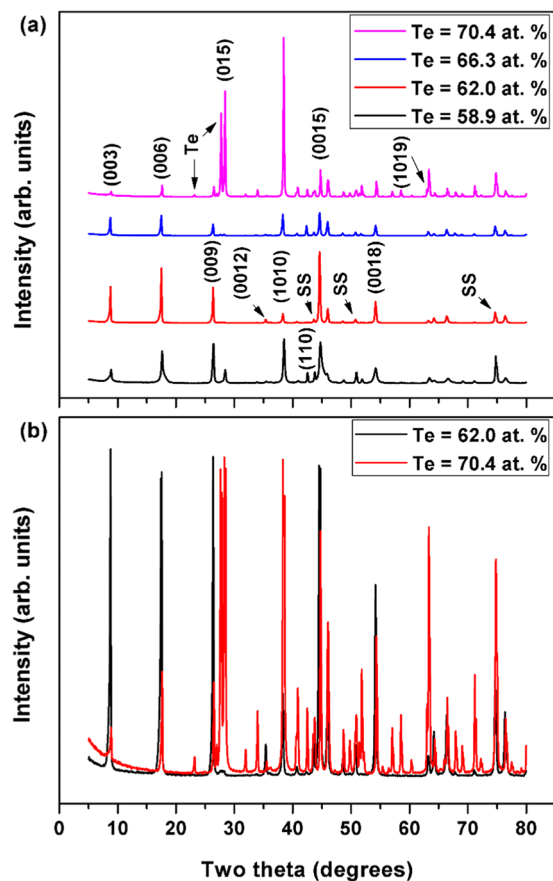 (a)
Te = 70.4 at. %
Te = 66.3 at. %
Te = 62.0 at. %
Te = 58.9 at. %
(003)
(006)
Te
(015)
(0015)
(1019)
(009)
(0012)
(1010)
SS
(110)
SS
(0018)
SS
Intensity (arb. units)
(b)
Te = 62.0 at. %
Te = 70.4 at. %
Intensity (arb. units)
0 10 20 30 40 50 60 70 80
Two theta (degrees)